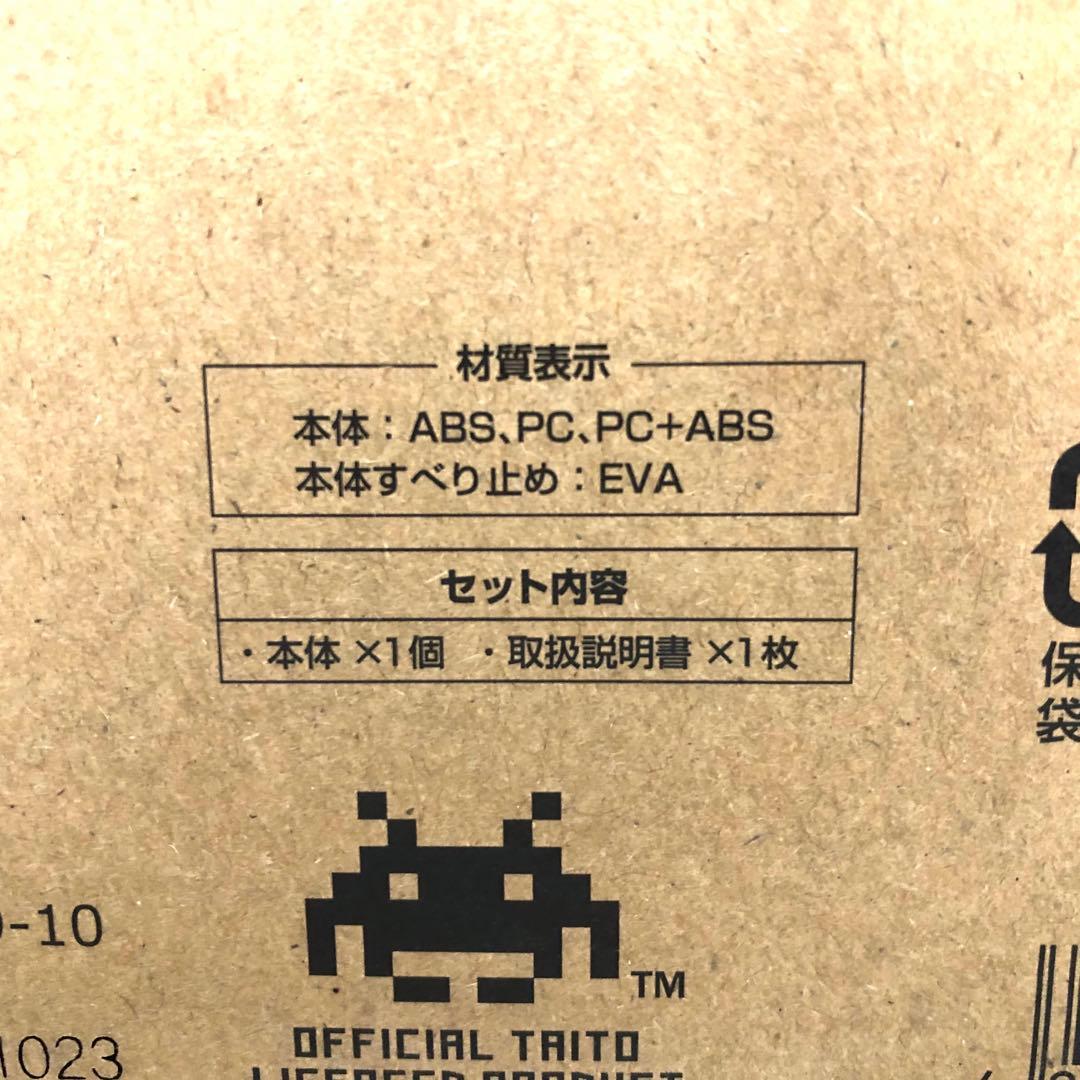 材質表示
本体：ABS、PC、PC+ABS
本体すべり止め：EVA
セット内容
・本体 ×1個 ・取扱説明書 ×1枚
保
袋
-10
1023
TM
OFFICIAL TAITO
LICENSED PRODUCT